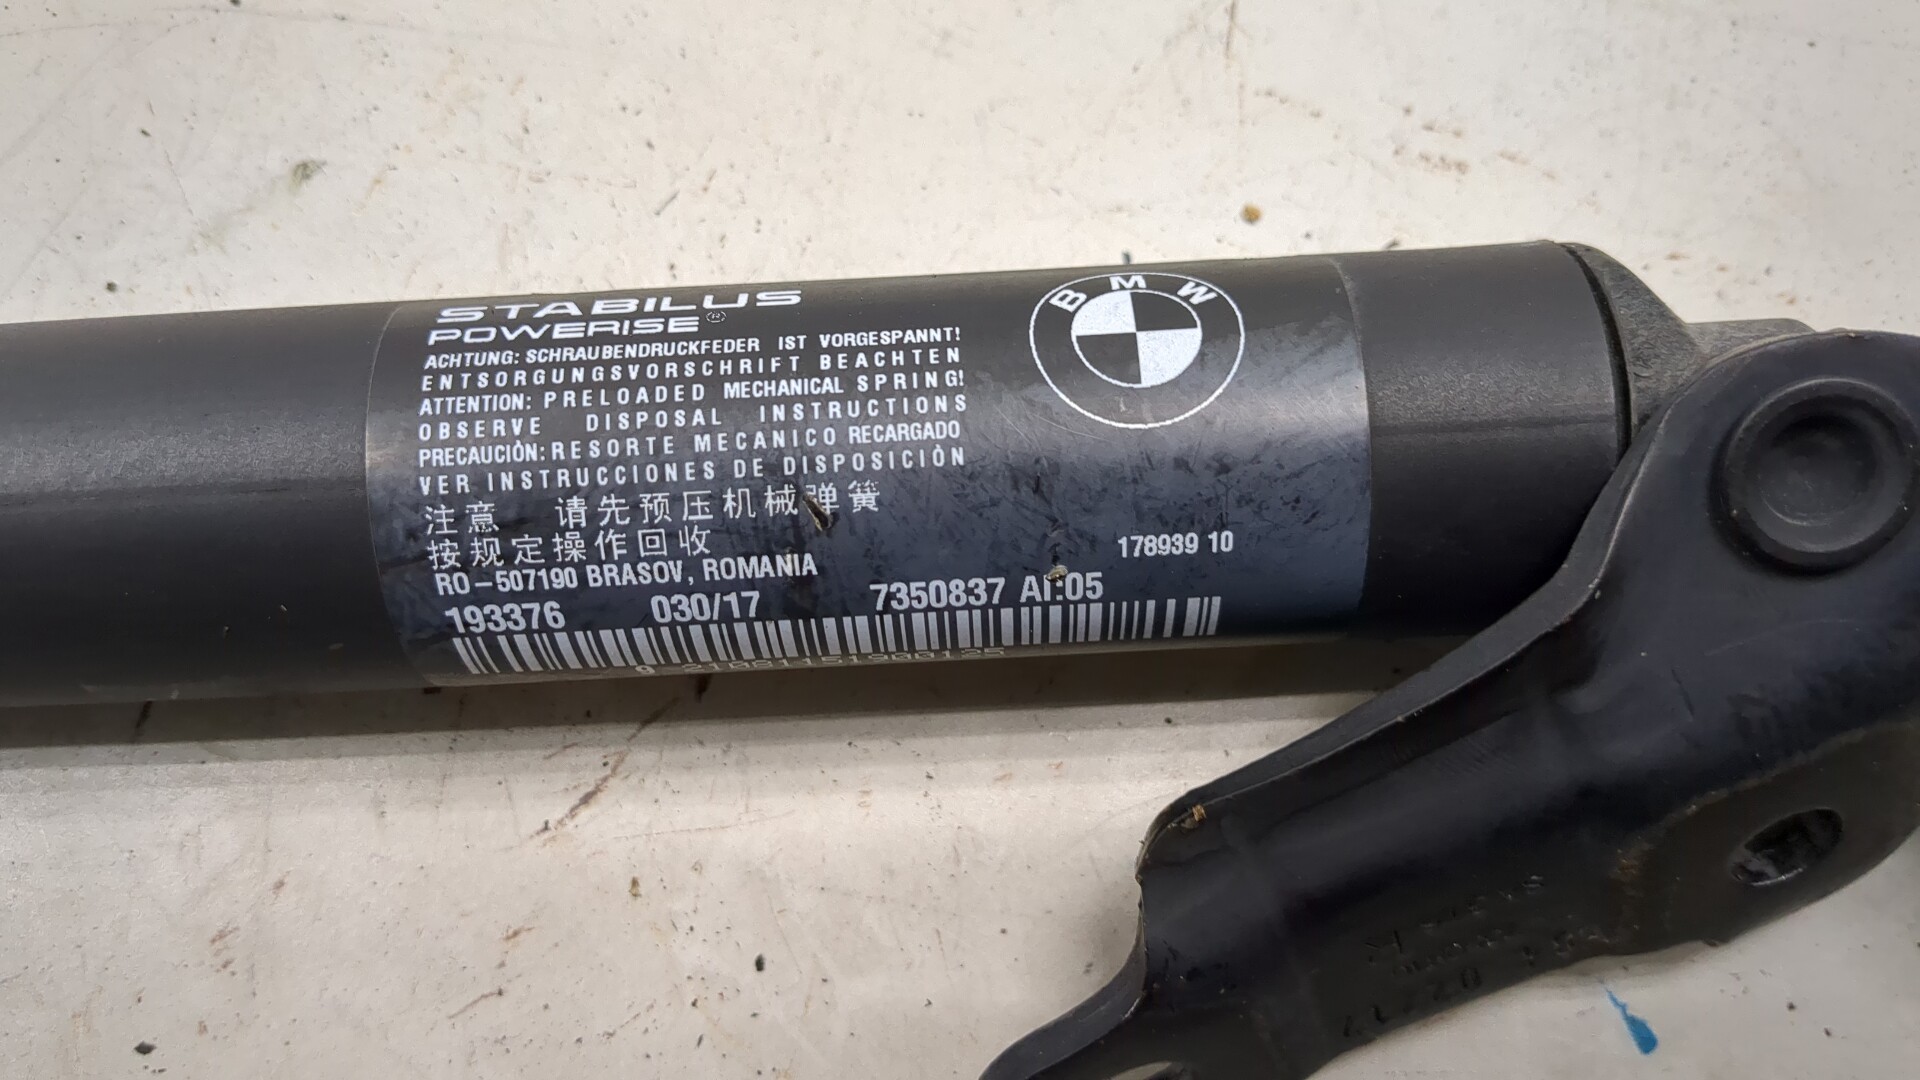 STABILUS
POWERISE®
ACHTUNG: SCHRAUBENDRUCKFEDER IST VORGESPANNT!
ENTSORGUNGSVORSCHRIFT BEACHTEN
ATTENTION: PRELOADED MECHANICAL SPRING!
OBSERVE DISPOSAL INSTRUCTIONS
PRECAUCIÒN: RESORTE MECANICO RECARGADO
VER INSTRUCCIONES DE DISPOSICIÒN
注意 请先预压机械弹簧
按规定操作回收
RO-507190 BRASOV, ROMANIA
193376 030/17 7350837 AI:05
178939 10
BMW